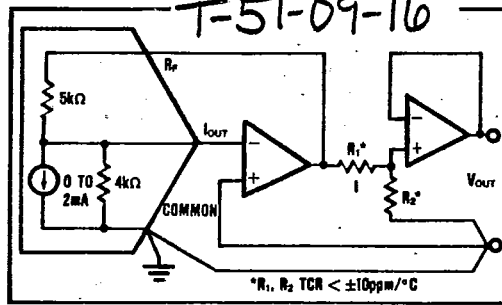 T-51-09-16
RF
5kΩ
IOUT
R1*
I
R2*
0 TO
2mA
4kΩ
COMMON
VOUT
*R1, R2 TCR < ±10ppm/°C